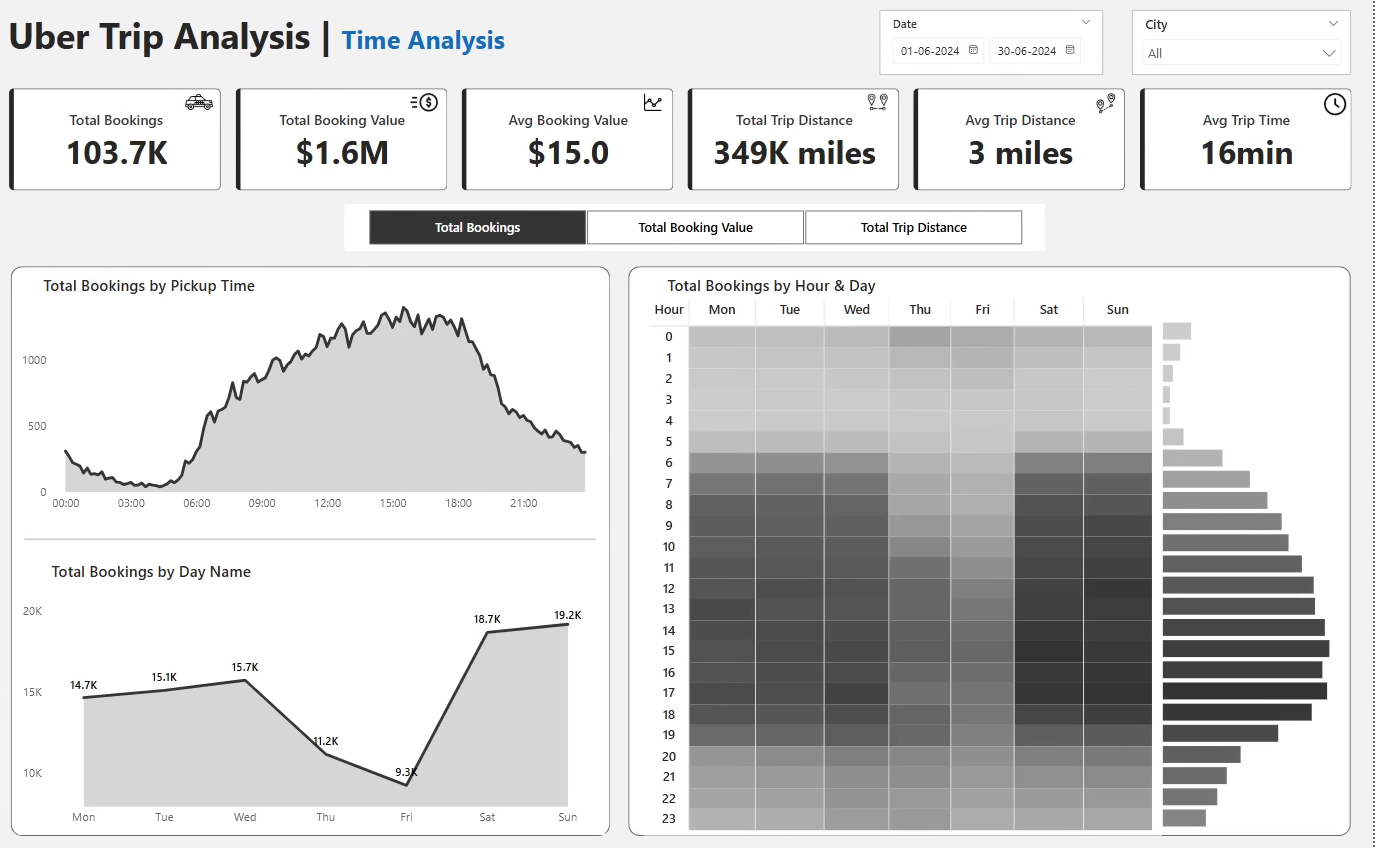 Uber Trip Analysis | Time Analysis
Date
01-06-2024 30-06-2024
City
All
Total Bookings
103.7K
Total Booking Value
$1.6M
Avg Booking Value
$15.0
Total Trip Distance
349K miles
Avg Trip Distance
3 miles
Avg Trip Time
16min
Total Bookings Total Booking Value Total Trip Distance
Total Bookings by Pickup Time
1000
500
0
00:00 03:00 06:00 09:00 12:00 15:00 18:00 21:00
Total Bookings by Day Name
20K
15K
10K
14.7K 15.1K 15.7K 11.2K 9.3K 18.7K 19.2K
Mon Tue Wed Thu Fri Sat Sun
Total Bookings by Hour & Day
Hour Mon Tue Wed Thu Fri Sat Sun
0
1
2
3
4
5
6
7
8
9
10
11
12
13
14
15
16
17
18
19
20
21
22
23